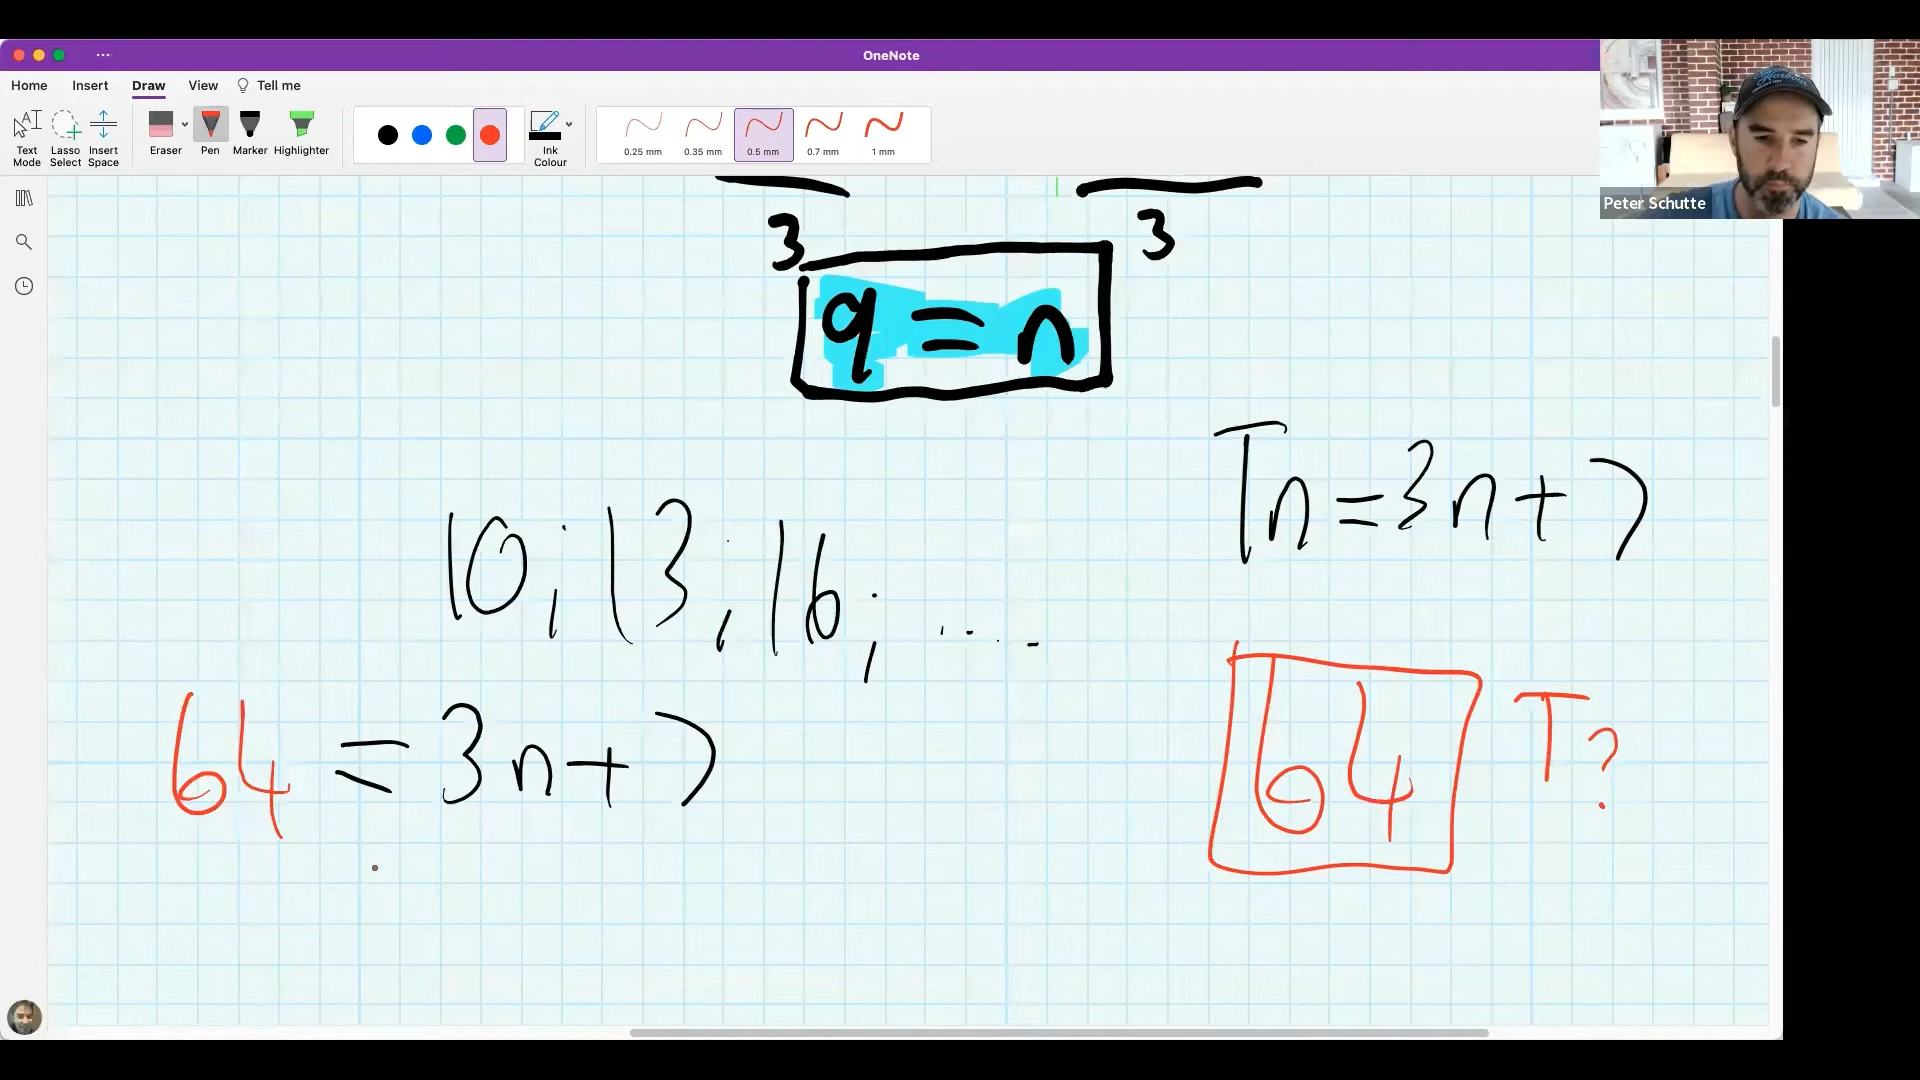 OneNote
Home Insert Draw View Tell me
Text Mode
Lasso Select
Insert Space
Eraser
Pen
Marker
Highlighter
Ink Colour
0.25 mm
0.35 mm
0.5 mm
0.7 mm
1 mm
Peter Schutte
3 3
q = n
Tn = 3n + 7
10; 13; 16; ....
64 = 3n + 7
64 T?